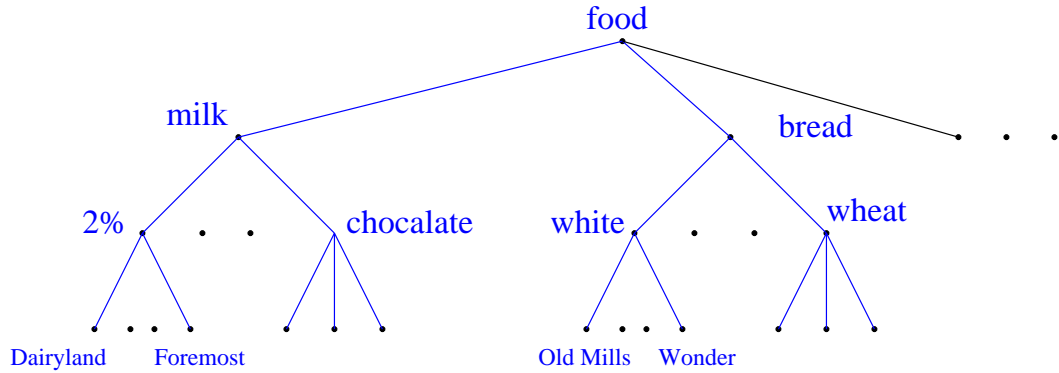 food
milk
bread
2%
chocalate
white
wheat
Dairyland
Foremost
Old Mills
Wonder